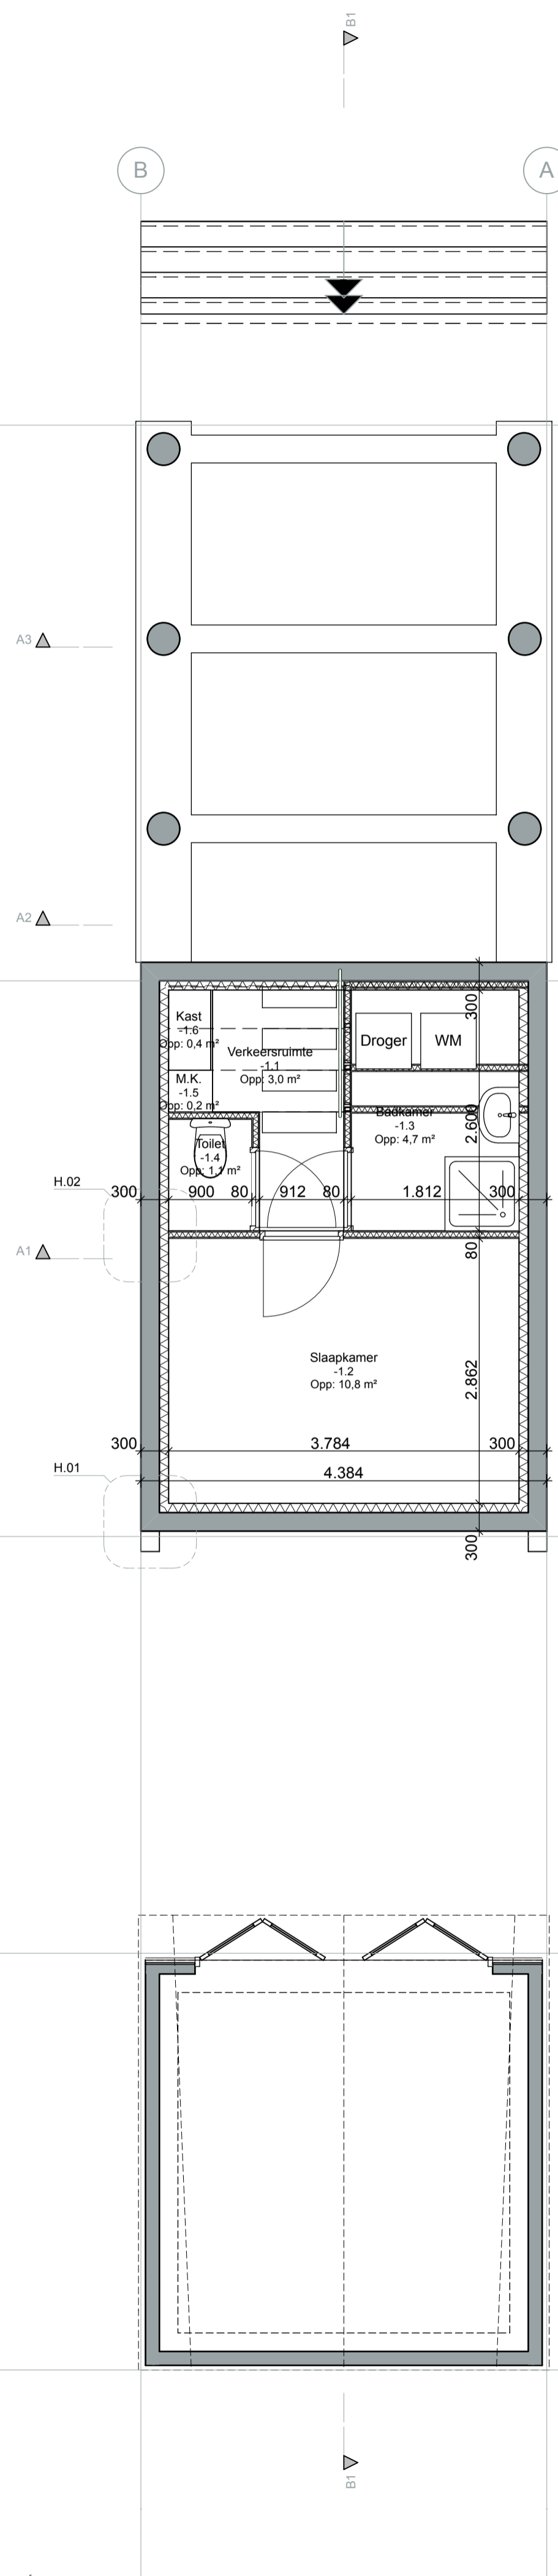 B1
B
A
A3
A2
300
Kast
-1.6
Opp: 0,4 m²
Verkeersruimte
-1.1
Opp: 3,0 m²
Droger
WM
M.K.
-1.5
Opp: 0,2 m²
Badkamer
-1.3
Opp: 4,7 m²
2.600
Toilet
-1.4
Opp: 1,1 m²
H.02
300
900
80
912
80
1.812
300
A1
80
Slaapkamer
-1.2
Opp: 10,8 m²
2.862
300
3.784
300
H.01
4.384
300
B1